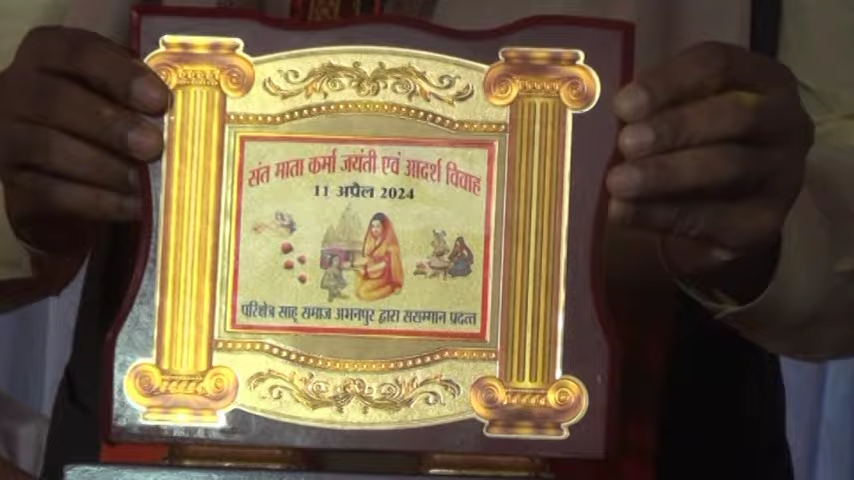 संत माता कर्मा जयंती एवं आदर्श विवाह
11 अप्रैल 2024
परिक्षेत्र साहू समाज अभनपुर द्वारा ससम्मान प्रदत्त